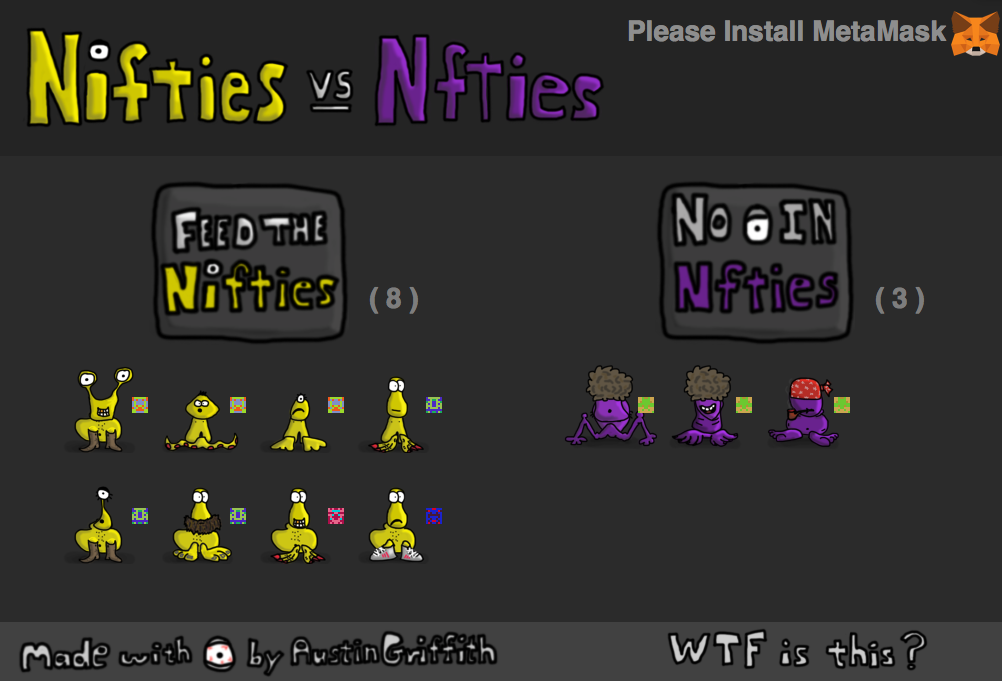 Please Install MetaMask
Nifties vs Nfties
FEED THE
Nifties
(8)
NO IN
Nfties
(3)
Made with by AustinGriffith
WTF is this?